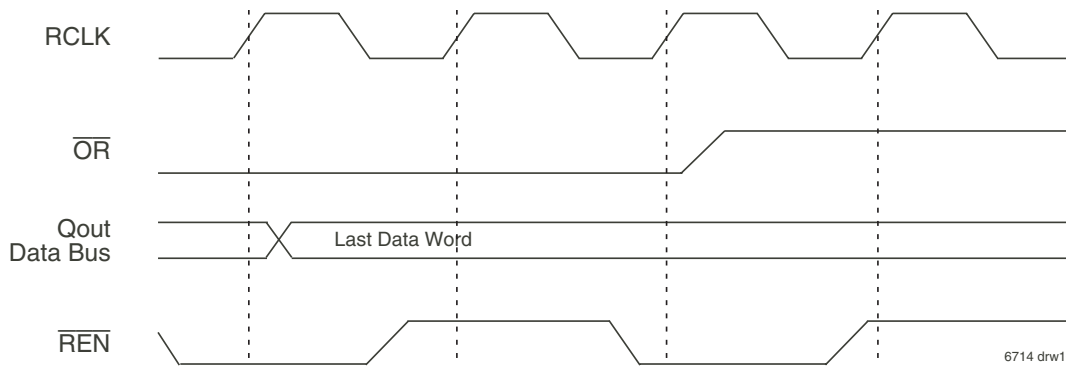 RCLK
OR
Qout
Data Bus
Last Data Word
REN
6714 drw1